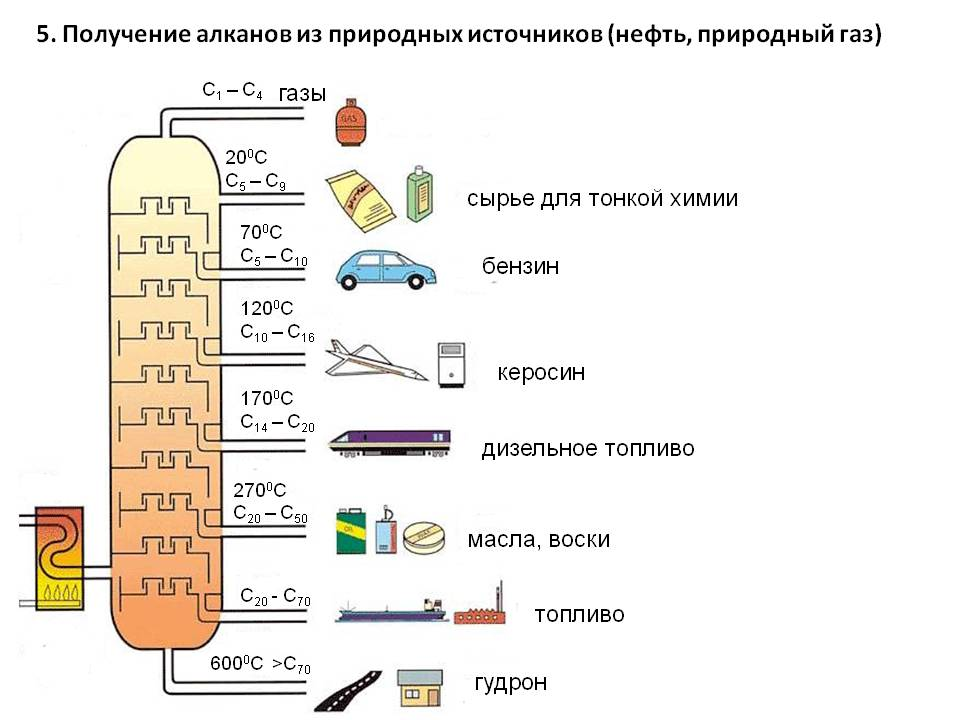 5. Получение алканов из природных источников (нефть, природный газ)
C₁ – C₄ газы
GAS
20⁰C
C₅ – C₉
сырье для тонкой химии
70⁰C
C₅ – C₁₀
бензин
120⁰C
C₁₀ – C₁₆
керосин
170⁰C
C₁₄ – C₂₀
дизельное топливо
270⁰C
C₂₀ – C₅₀
OIL
масла, воски
C₂₀ - C₇₀
топливо
600⁰C >C₇₀
гудрон